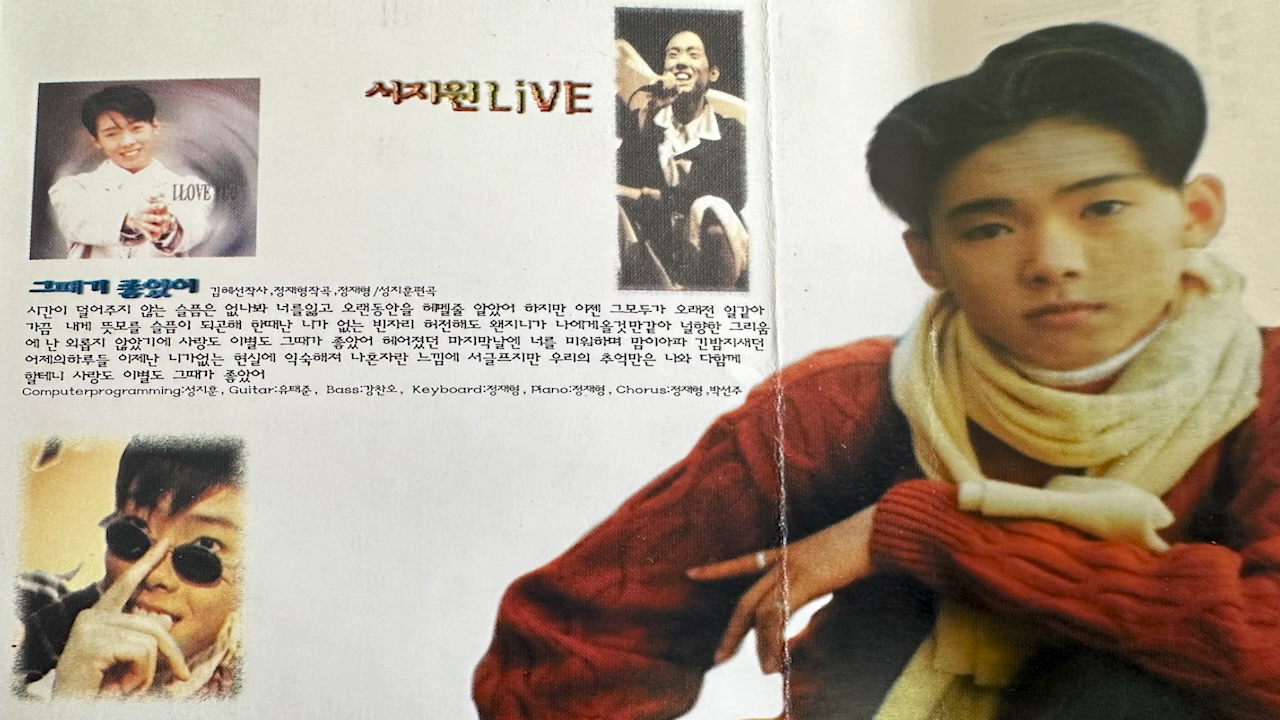 서지원 LiVE
I LOVE YOU
그때가 좋았어 김혜선작사,정재형작곡,정재형/성지훈편곡
시간이 덜어주지 않는 슬픔은 없나봐 너를잃고 오랜동안을 헤멜줄 알았어 하지만 이젠 그모두가 오래전 일같아
가끔 내게 뜻모를 슬픔이 되곤해 한때난 니가 없는 빈자리 허전해도 왠지니가 나에게올것만같아 널향한 그리움
에 난 외롭지 않았기에 사랑도 이별도 그때가 좋았어 헤어졌던 마지막날엔 너를 미워하며 맘이아파 긴밤지새던
어제의하루들 이제난 니가없는 현실에 익숙해져 나혼자란 느낌에 서글프지만 우리의 추억만은 나와 다함께
할테니 사랑도 이별도 그때가 좋았어
Computerprogramming:성지훈, Guitar:유태준, Bass:강찬오, Keyboard:정재형, Piano:정재형, Chorus:정재형,박선주